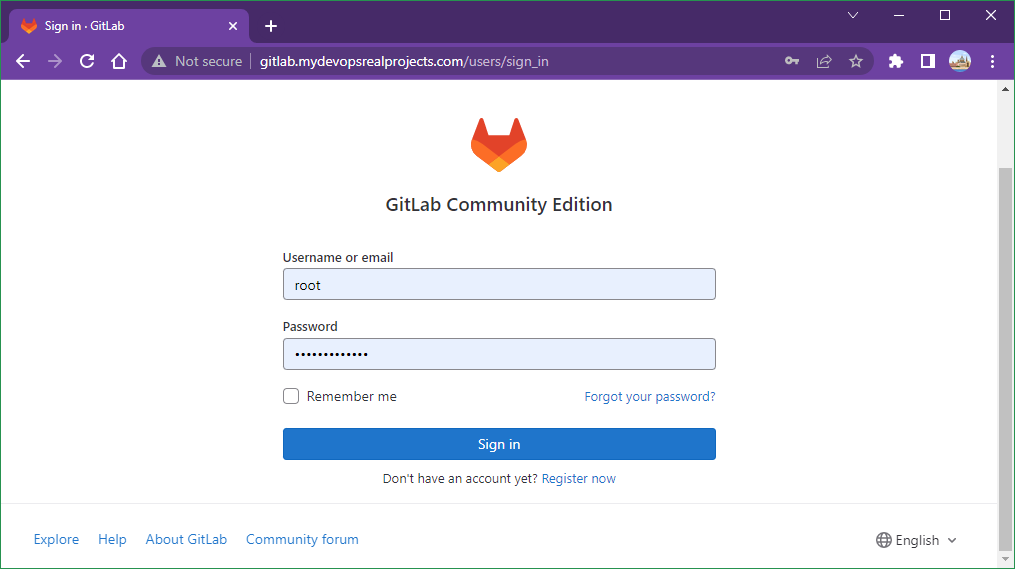 Sign in · GitLab
Not secure gitlab.mydevopsrealprojects.com/users/sign_in
GitLab Community Edition
Username or email
root
Password
•••••••••••••
Remember me Forgot your password?
Sign in
Don't have an account yet? Register now
Explore Help About GitLab Community forum English